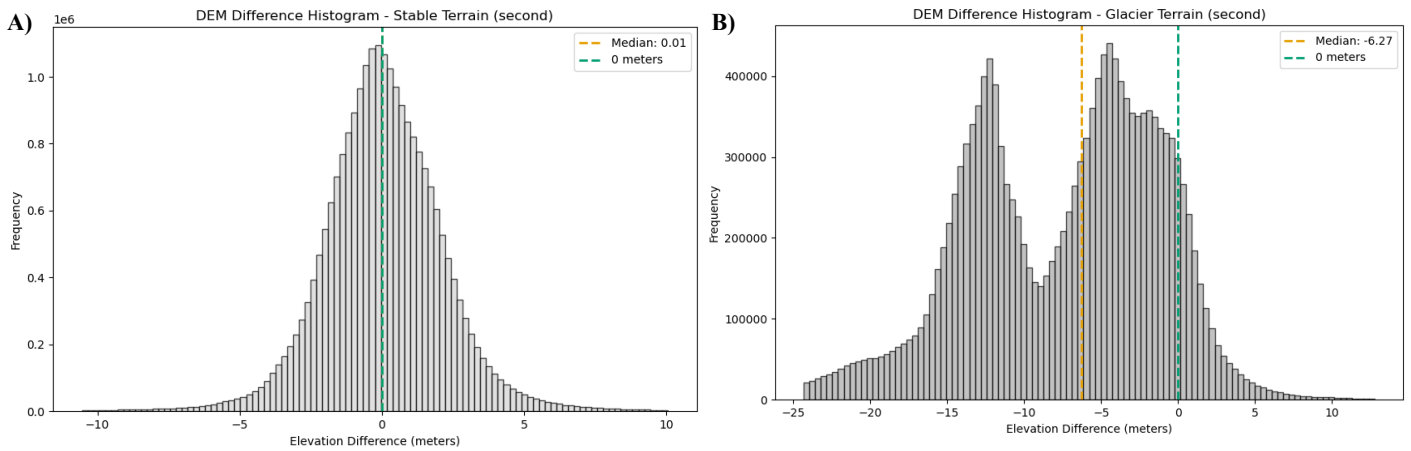 A)
DEM Difference Histogram - Stable Terrain (second)
1e6
Median: 0.01
0 meters
1.0
0.8
0.6
0.4
0.2
0.0
Frequency
−10
−5
0
5
10
Elevation Difference (meters)
B)
DEM Difference Histogram - Glacier Terrain (second)
Median: -6.27
0 meters
400000
300000
200000
100000
0
Frequency
−25
−20
−15
−10
−5
0
5
10
Elevation Difference (meters)